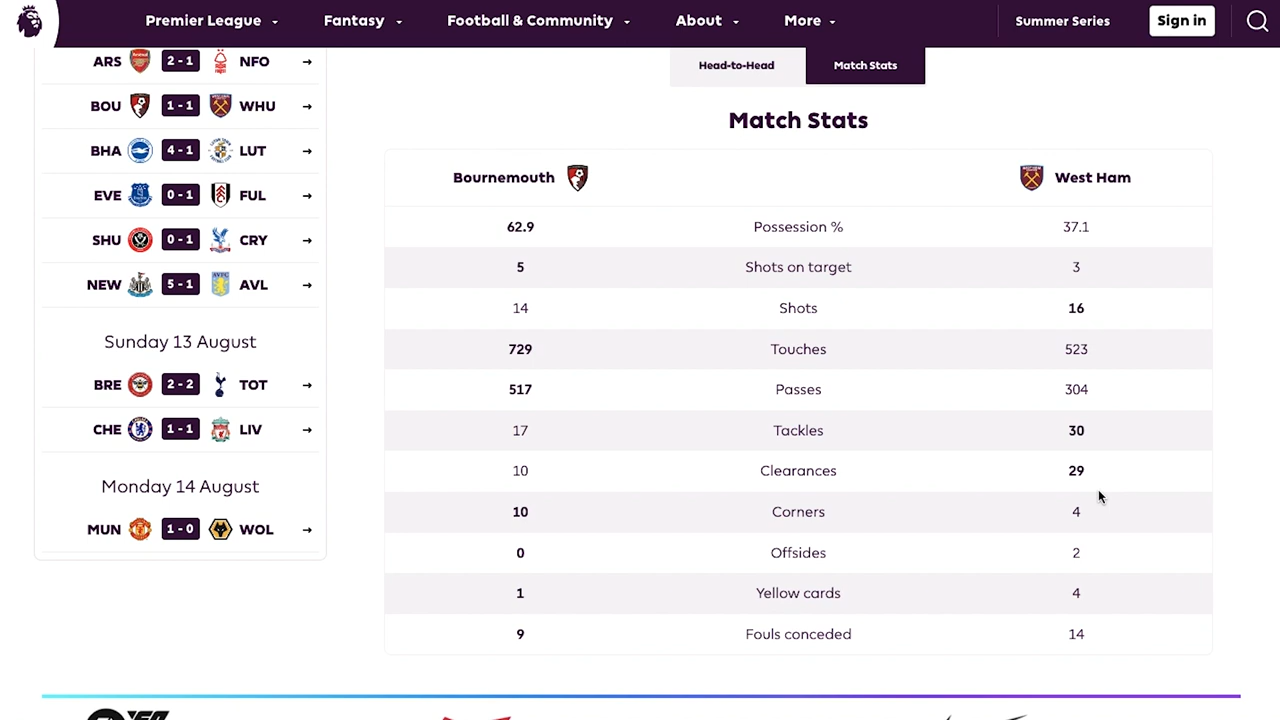 Premier League Fantasy Football & Community About More Summer Series Sign in
ARS 2 - 1 NFO
BOU 1 - 1 WHU
BHA 4 - 1 LUT
EVE 0 - 1 FUL
SHU 0 - 1 CRY
NEW 5 - 1 AVL
Sunday 13 August
BRE 2 - 2 TOT
CHE 1 - 1 LIV
Monday 14 August
MUN 1 - 0 WOL
Head-to-Head Match Stats
Match Stats
Bournemouth West Ham
62.9 Possession % 37.1
5 Shots on target 3
14 Shots 16
729 Touches 523
517 Passes 304
17 Tackles 30
10 Clearances 29
10 Corners 4
0 Offsides 2
1 Yellow cards 4
9 Fouls conceded 14